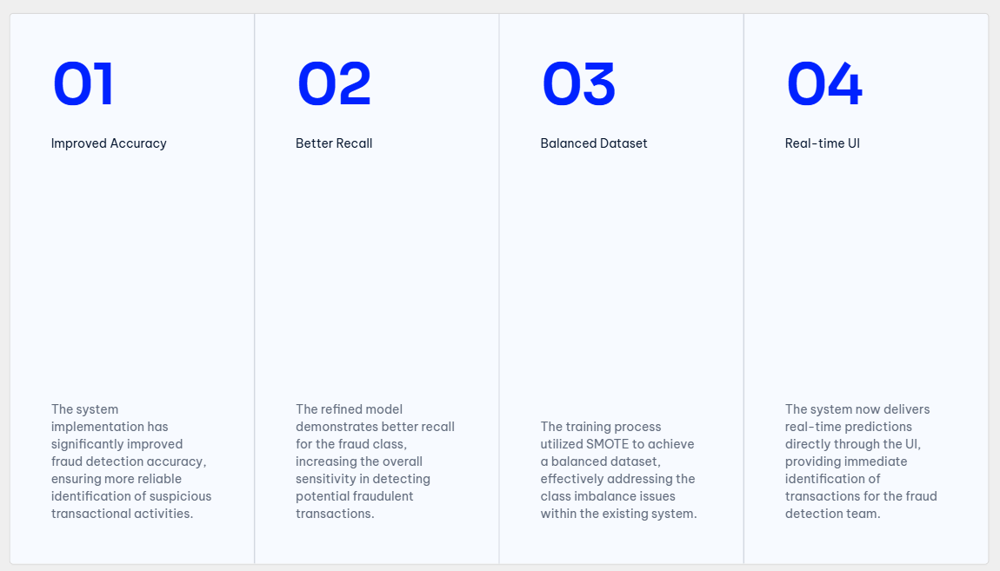 01
Improved Accuracy
The system
implementation has
significantly improved
fraud detection accuracy,
ensuring more reliable
identification of suspicious
transactional activities.
02
Better Recall
The refined model
demonstrates better recall
for the fraud class,
increasing the overall
sensitivity in detecting
potential fraudulent
transactions.
03
Balanced Dataset
The training process
utilized SMOTE to achieve
a balanced dataset,
effectively addressing the
class imbalance issues
within the existing system.
04
Real-time UI
The system now delivers
real-time predictions
directly through the UI,
providing immediate
identification of
transactions for the fraud
detection team.